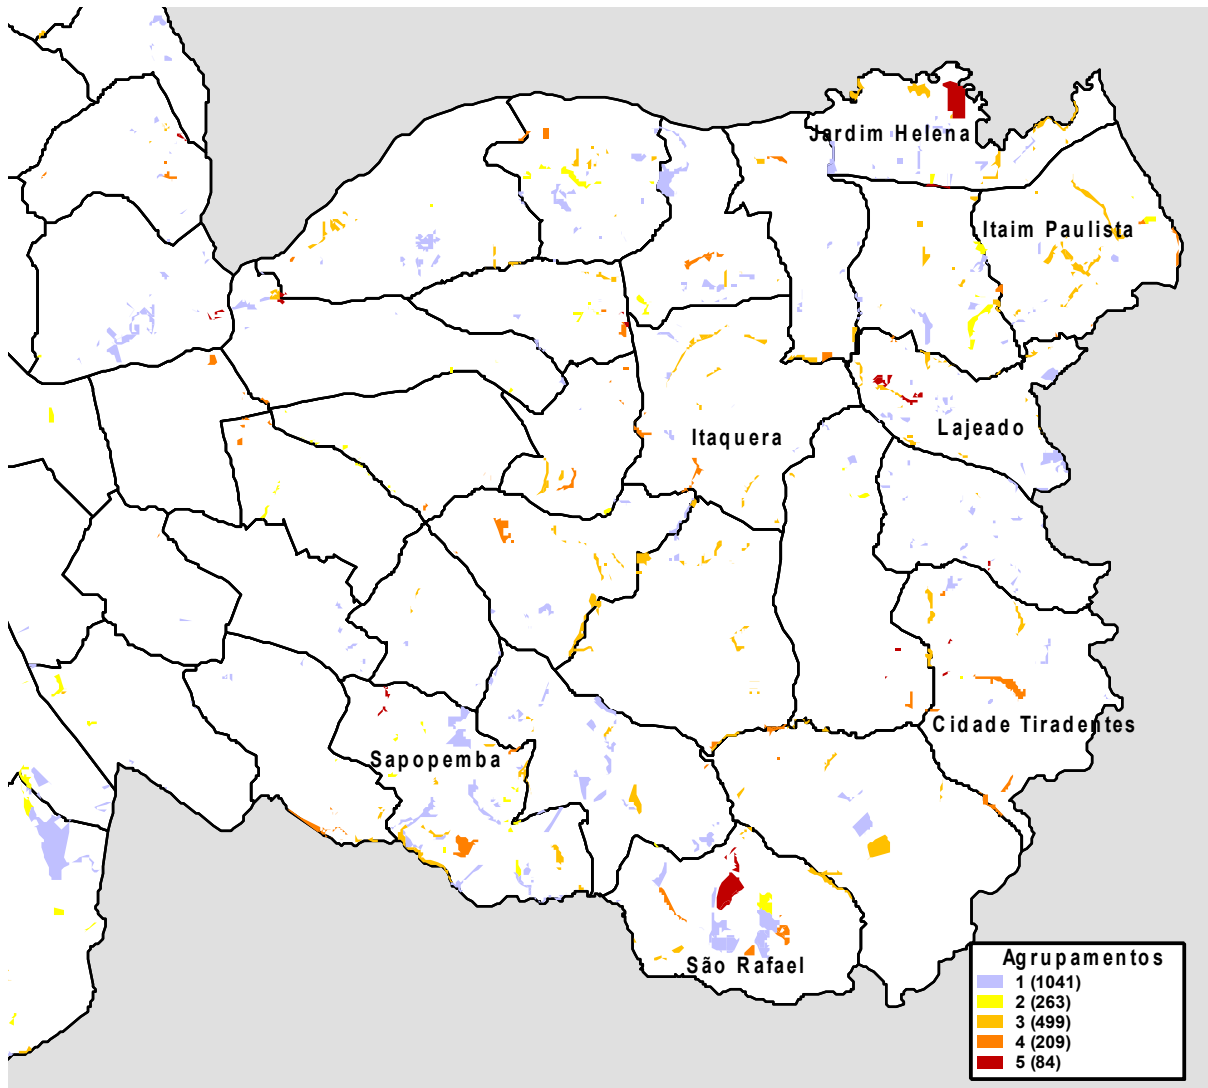 Jardim Helena
Itaim Paulista
Lajeado
Itaquera
Cidade Tiradentes
Sapopemba
São Rafael
Agrupamentos
1 (1041)
2 (263)
3 (499)
4 (209)
5 (84)